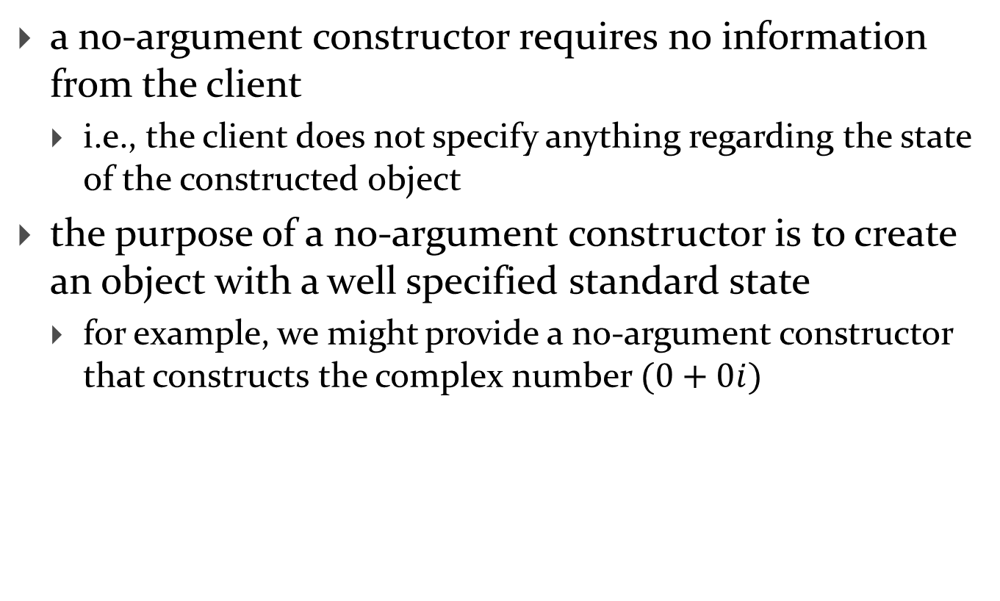 a no-argument constructor requires no information
from the client
i.e., the client does not specify anything regarding the state
of the constructed object
the purpose of a no-argument constructor is to create
an object with a well specified standard state
for example, we might provide a no-argument constructor
that constructs the complex number (0 + 0i)